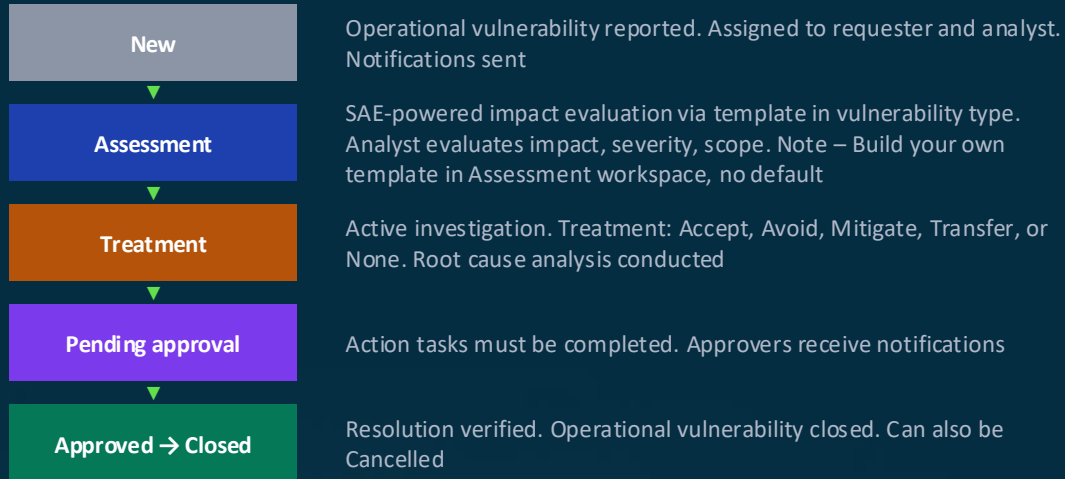 New
Operational vulnerability reported. Assigned to requester and analyst.
Notifications sent
Assessment
SAE-powered impact evaluation via template in vulnerability type.
Analyst evaluates impact, severity, scope. Note – Build your own
template in Assessment workspace, no default
Treatment
Active investigation. Treatment: Accept, Avoid, Mitigate, Transfer, or
None. Root cause analysis conducted
Pending approval
Action tasks must be completed. Approvers receive notifications
Approved → Closed
Resolution verified. Operational vulnerability closed. Can also be
Cancelled